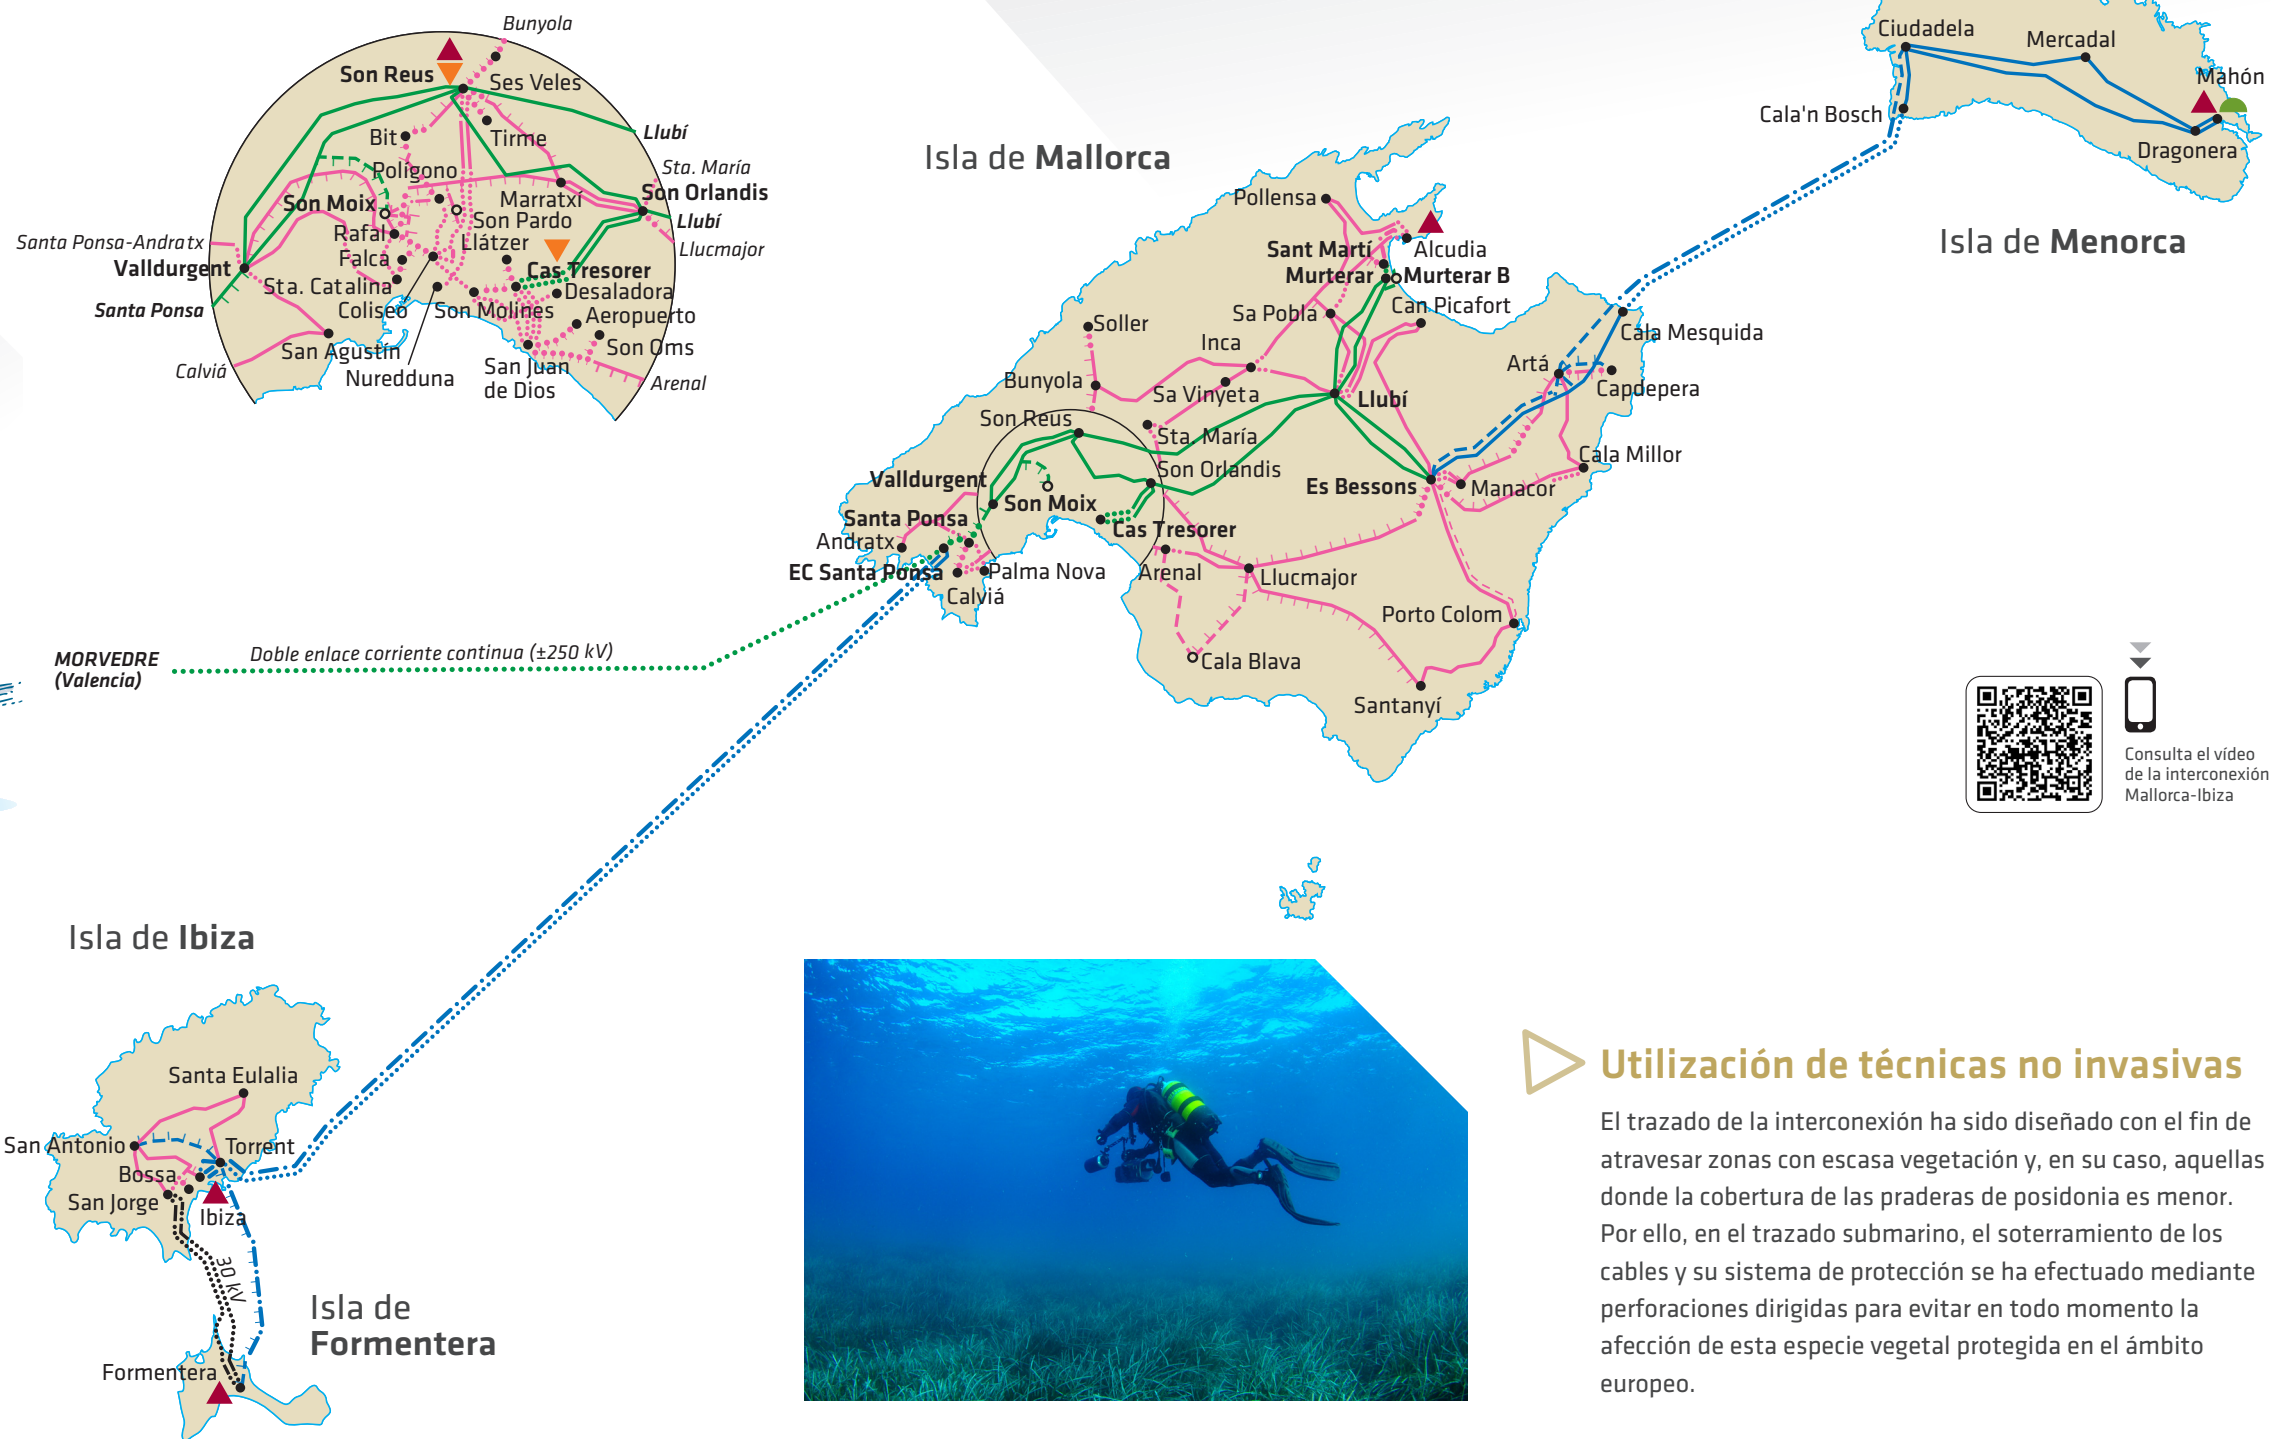 Bunyola
Son Reus
Ses Veles
Bit
Tirme
Llubí
Polígono
Sta. María
Son Moix
Marratxí
Son Orlandis
Son Pardo
Llubí
Rafal
Llátzer
Santa Ponsa-Andratx
Falca
Llucmajor
Valldurgent
Cas Tresorer
Sta. Catalina
Desaladora
Santa Ponsa
Coliseo
Son Molines
Aeropuerto
San Agustín
Son Oms
Calviá
Nuredduna
San Juan
de Dios
Arenal
Isla de Mallorca
Pollensa
Alcudia
Sant Martí
Murterar
Murterar B
Can Picafort
Sa Pobla
Soller
Inca
Bunyola
Sa Vinyeta
Llubí
Son Reus
Sta. María
Son Orlandis
Valldurgent
Son Moix
Es Bessons
Manacor
Santa Ponsa
Cas Tresorer
Andratx
EC Santa Ponsa
Palma Nova
Arenal
Llucmajor
Calviá
Porto Colom
Cala Blava
Santanyí
Cala Mesquida
Artá
Capdepera
Cala Millor
Ciudadela
Mercadal
Mahón
Cala'n Bosch
Dragonera
Isla de Menorca
MORVEDRE
(Valencia)
Doble enlace corriente continua (±250 kV)
Consulta el vídeo
de la interconexión
Mallorca-Ibiza
Isla de Ibiza
Santa Eulalia
San Antonio
Torrent
Bossa
San Jorge
Ibiza
30 kV
Isla de
Formentera
Formentera
Utilización de técnicas no invasivas
El trazado de la interconexión ha sido diseñado con el fin de
atravesar zonas con escasa vegetación y, en su caso, aquellas
donde la cobertura de las praderas de posidonia es menor.
Por ello, en el trazado submarino, el soterramiento de los
cables y su sistema de protección se ha efectuado mediante
perforaciones dirigidas para evitar en todo momento la
afección de esta especie vegetal protegida en el ámbito
europeo.